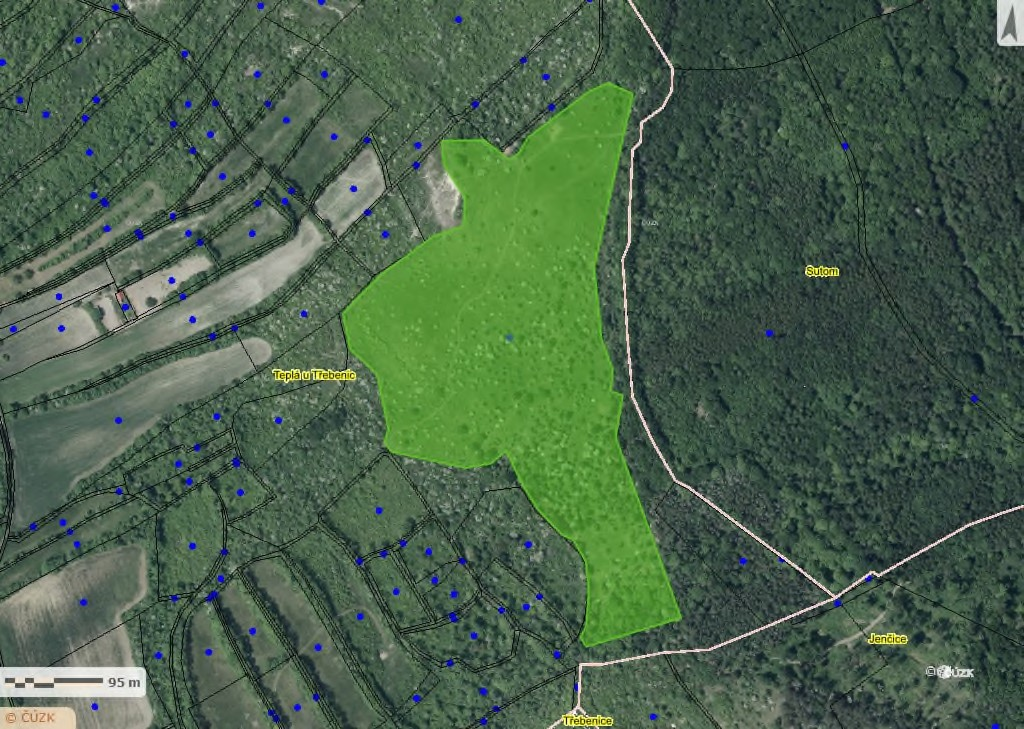 Sutom
Teplá u Třebenic
Jenčice
© ČÚZK
95 m
© ČÚZK
Třebenice